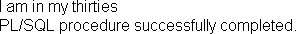 I am in my thirties
PL/SQL procedure successfully completed.